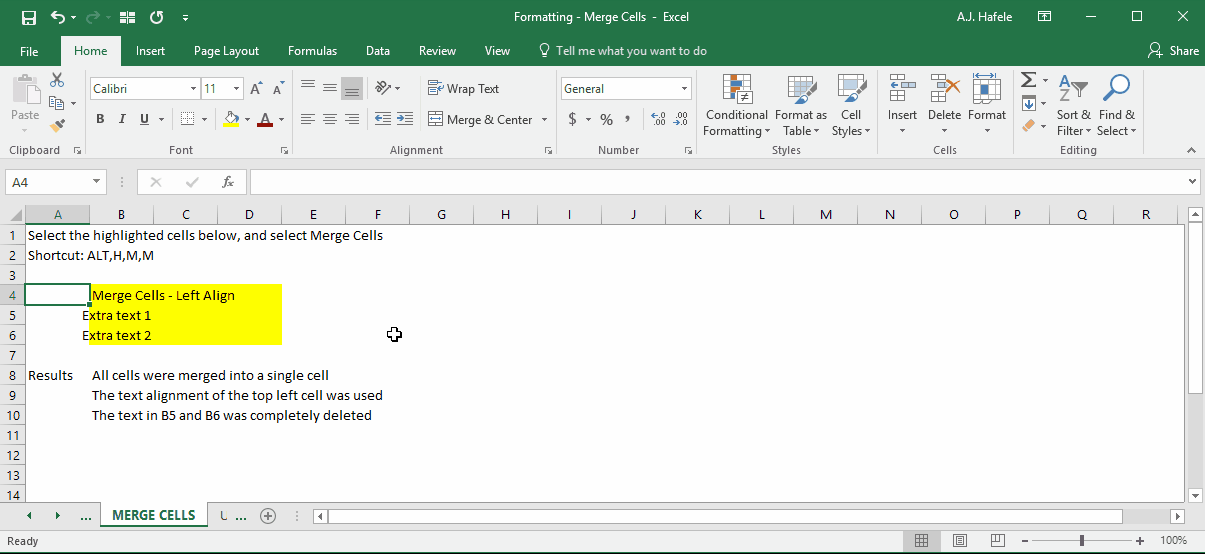 Formatting - Merge Cells - Excel
A.J. Hafele
File Home Insert Page Layout Formulas Data Review View Tell me what you want to do Share
Paste
Clipboard
Calibri 11
B I U
A A
A
Font
Wrap Text
Merge & Center
Alignment
General
$ % ,
.00 .0
Number
Conditional Formatting
Format as Table
Cell Styles
Styles
Insert Delete Format
Cells
Σ
Sort & Filter
Find & Select
Editing
A4
fx
A B C D E F G H I J K L M N O P Q R
1 Select the highlighted cells below, and select Merge Cells
2 Shortcut: ALT,H,M,M
3
4 Merge Cells - Left Align
5 Extra text 1
6 Extra text 2
7
8 Results All cells were merged into a single cell
9 The text alignment of the top left cell was used
10 The text in B5 and B6 was completely deleted
11
12
13
14
... MERGE CELLS ...
Ready
- + 100%